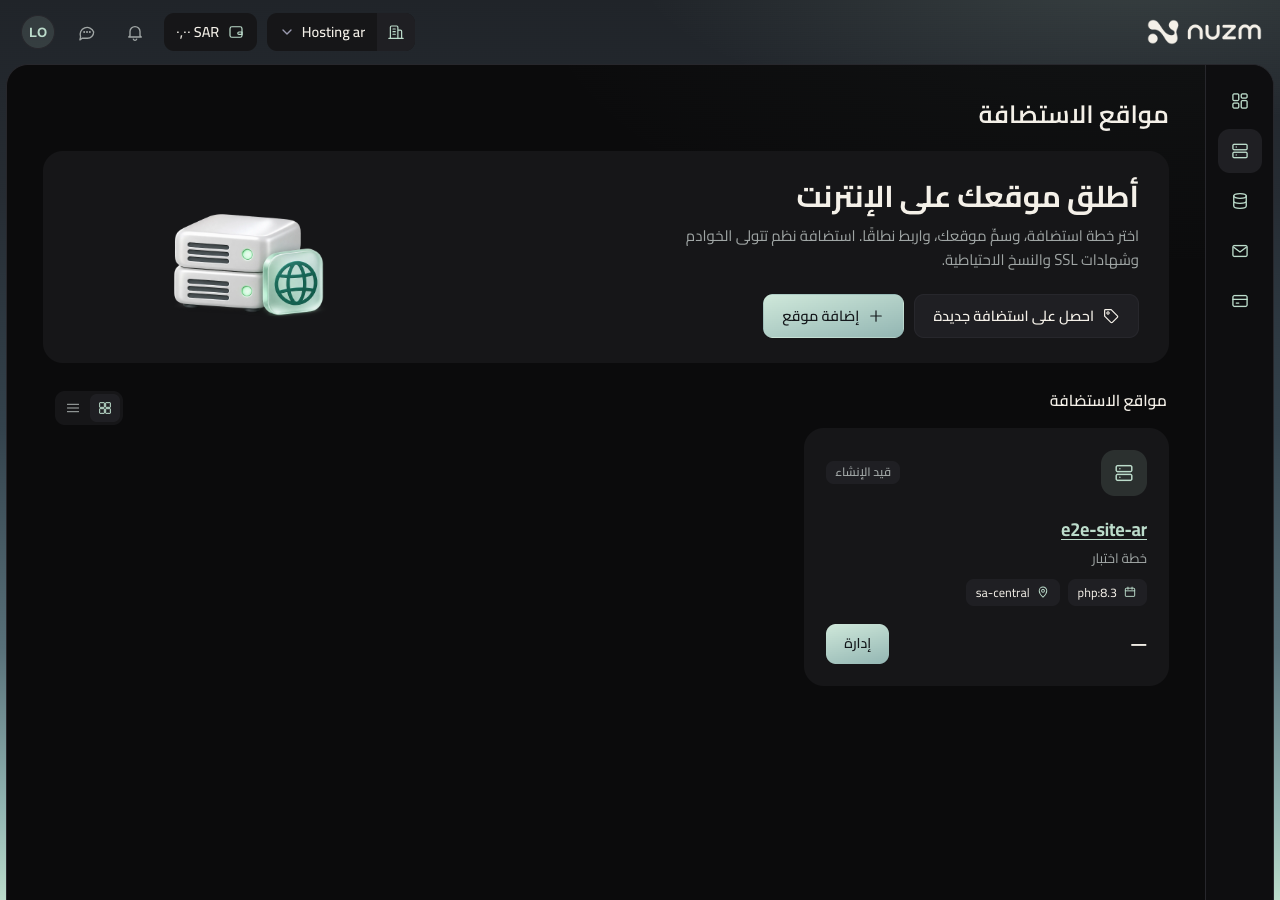 nuzm
Hosting ar
٠,٠٠ SAR
LO
مواقع الاستضافة
أطلق موقعك على الإنترنت
اختر خطة استضافة، وسمِّ موقعك، واربط نطاقًا. استضافة نظم تتولى الخوادم
وشهادات SSL والنسخ الاحتياطية.
احصل على استضافة جديدة
إضافة موقع
مواقع الاستضافة
قيد الإنشاء
e2e-site-ar
خطة اختبار
php:8.3
sa-central
—
إدارة